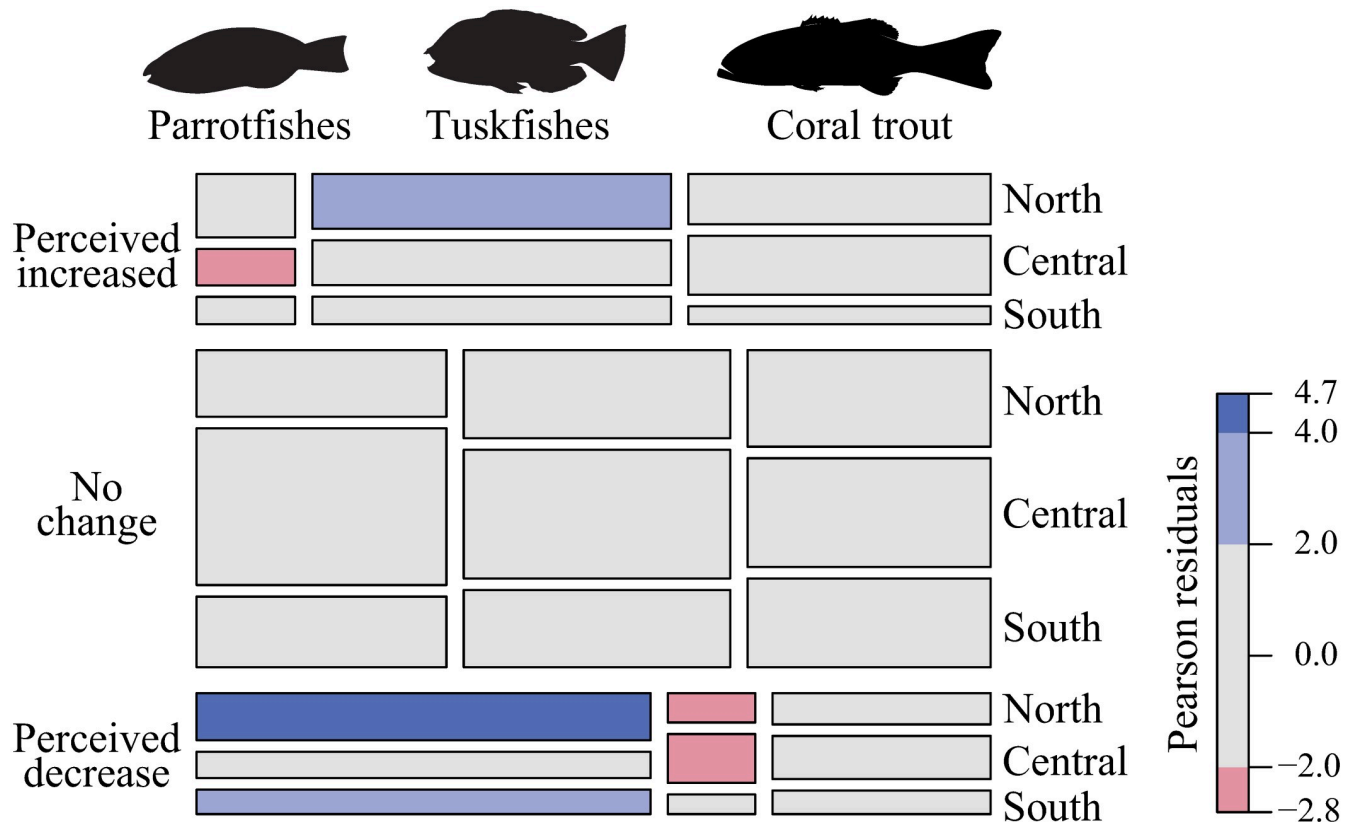 Parrotfishes
Tuskfishes
Coral trout
Perceived
increased
North
Central
South
No
change
North
Central
South
Perceived
decrease
North
Central
South
Pearson residuals
4.7
4.0
2.0
0.0
−2.0
−2.8